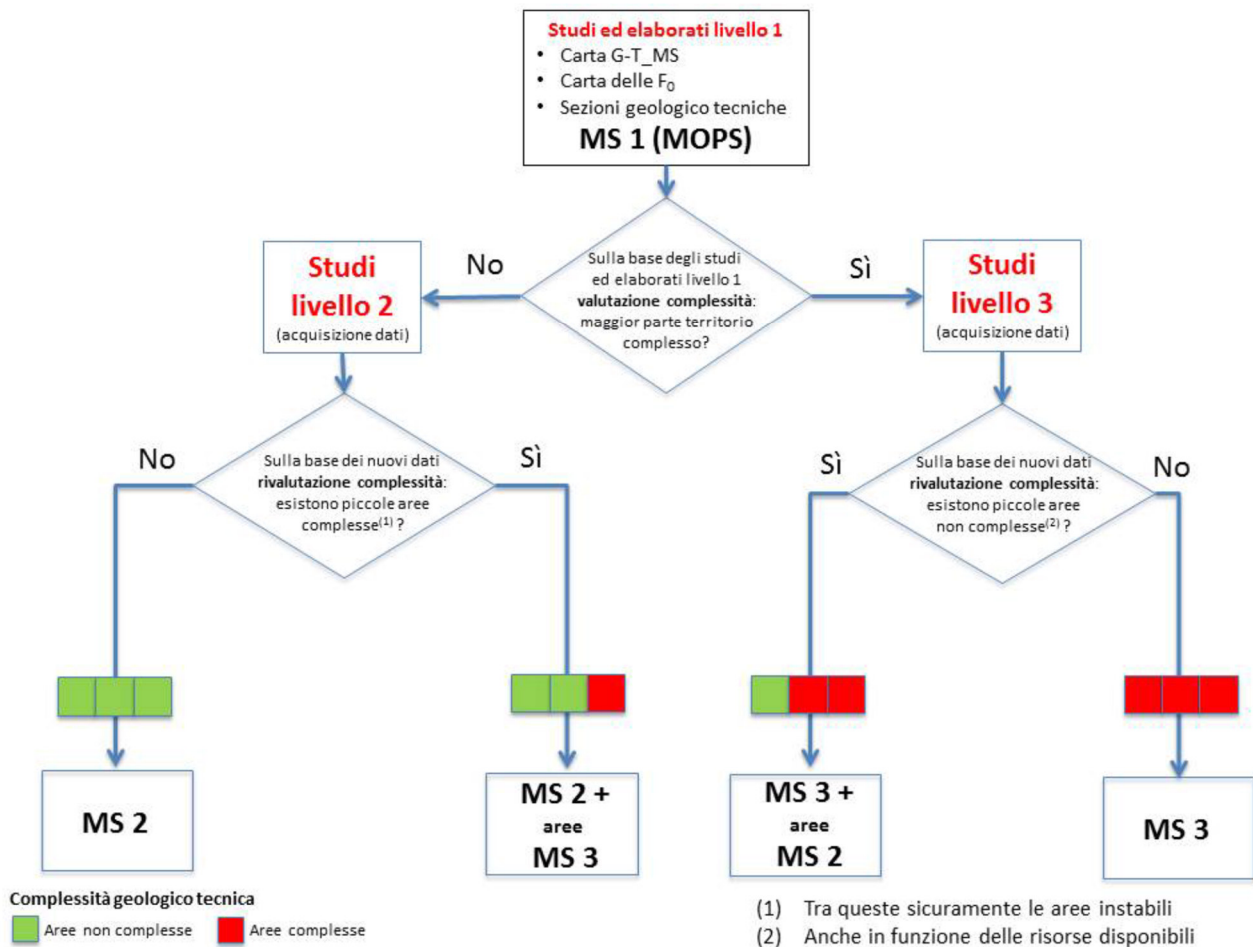 Studi ed elaborati livello 1
• Carta G-T_MS
• Carta delle F0
• Sezioni geologico tecniche
MS 1 (MOPS)
Sulla base degli studi
ed elaborati livello 1
valutazione complessità:
maggior parte territorio
complesso?
No
Sì
Studi
livello 2
(acquisizione dati)
Studi
livello 3
(acquisizione dati)
No
Sulla base dei nuovi dati
rivalutazione complessità:
esistono piccole aree
complesse(1) ?
Sì
Sì
Sulla base dei nuovi dati
rivalutazione complessità:
esistono piccole aree
non complesse(2) ?
No
MS 2
MS 2 +
aree
MS 3
MS 3 +
aree
MS 2
MS 3
Complessità geologico tecnica
Aree non complesse
Aree complesse
(1) Tra queste sicuramente le aree instabili
(2) Anche in funzione delle risorse disponibili